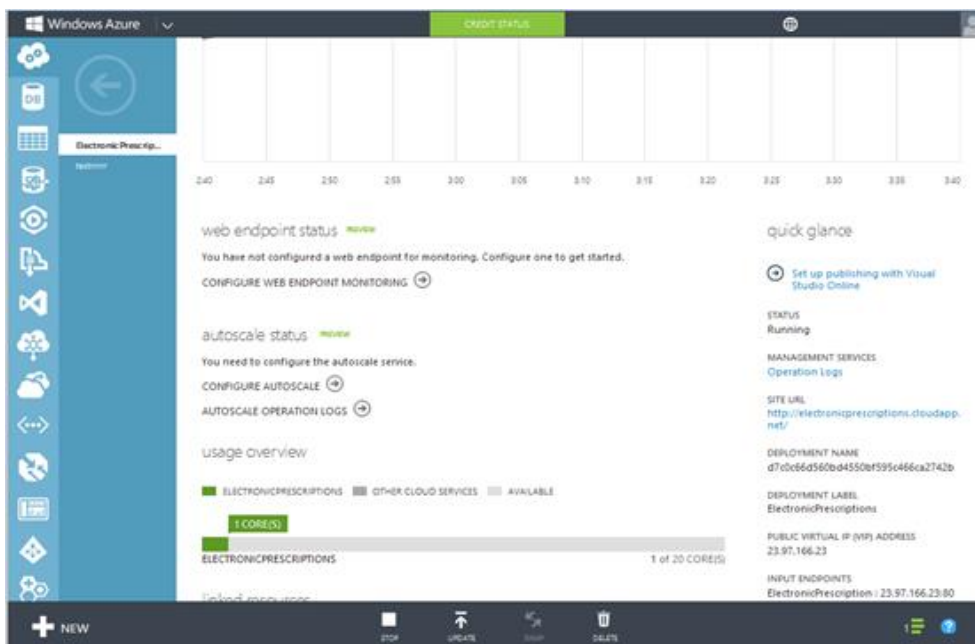 Windows Azure
CREDIT STATUS
DB
Electronic Prescrip...
2:40 2:45 2:50 2:55 3:00 3:05 3:10 3:15 3:20 3:25 3:30 3:35 3:40
web endpoint status PREVIEW
You have not configured a web endpoint for monitoring. Configure one to get started.
CONFIGURE WEB ENDPOINT MONITORING
autoscale status PREVIEW
You need to configure the autoscale service.
CONFIGURE AUTOSCALE
AUTOSCALE OPERATION LOGS
usage overview
ELECTRONICPRESCRIPTIONS OTHER CLOUD SERVICES AVAILABLE
1 CORE(S)
ELECTRONICPRESCRIPTIONS 1 of 20 CORE(S)
linked resources
quick glance
Set up publishing with Visual
Studio Online
STATUS
Running
MANAGEMENT SERVICES
Operation Logs
SITE URL
http://electronicprescriptions.cloudapp.
net/
DEPLOYMENT NAME
d7c0c66d560bd4550bf595c466ca2742b
DEPLOYMENT LABEL
ElectronicPrescriptions
PUBLIC VIRTUAL IP (VIP) ADDRESS
23.97.166.23
INPUT ENDPOINTS
ElectronicPrescription : 23.97.166.23:80
NEW
STOP UPDATE SWAP DELETE
1
?